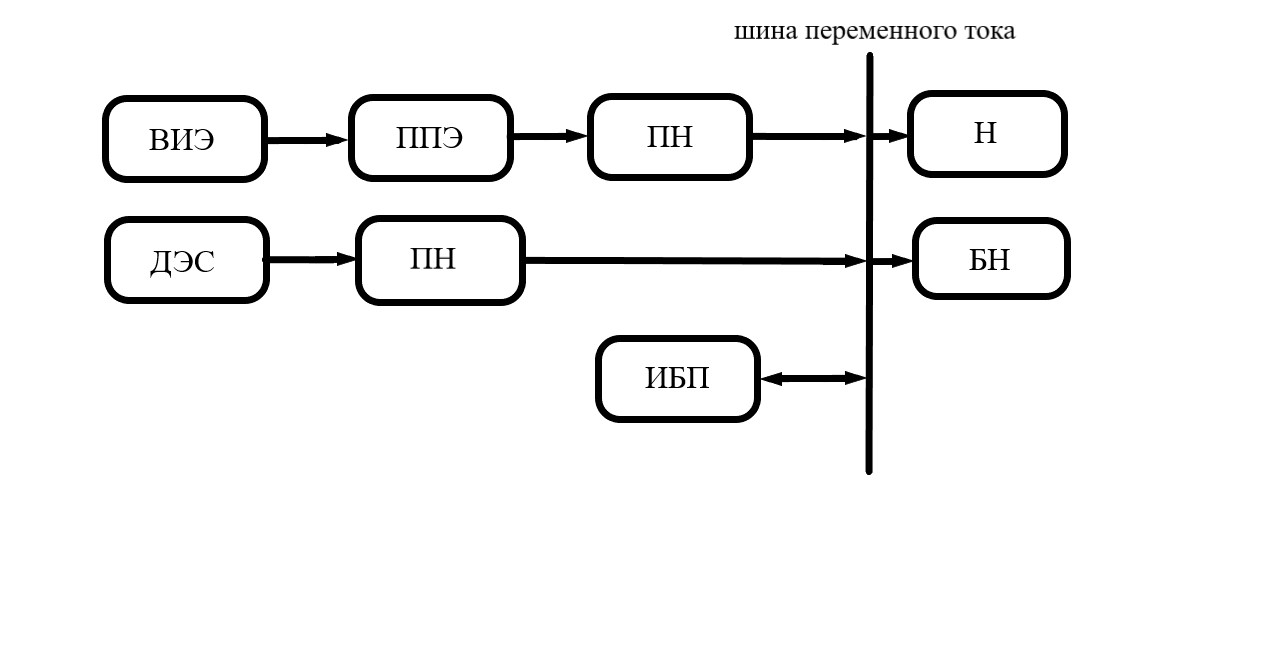 шина переменного тока
ВИЭ
ППЭ
ПН
Н
ДЭС
ПН
БН
ИБП